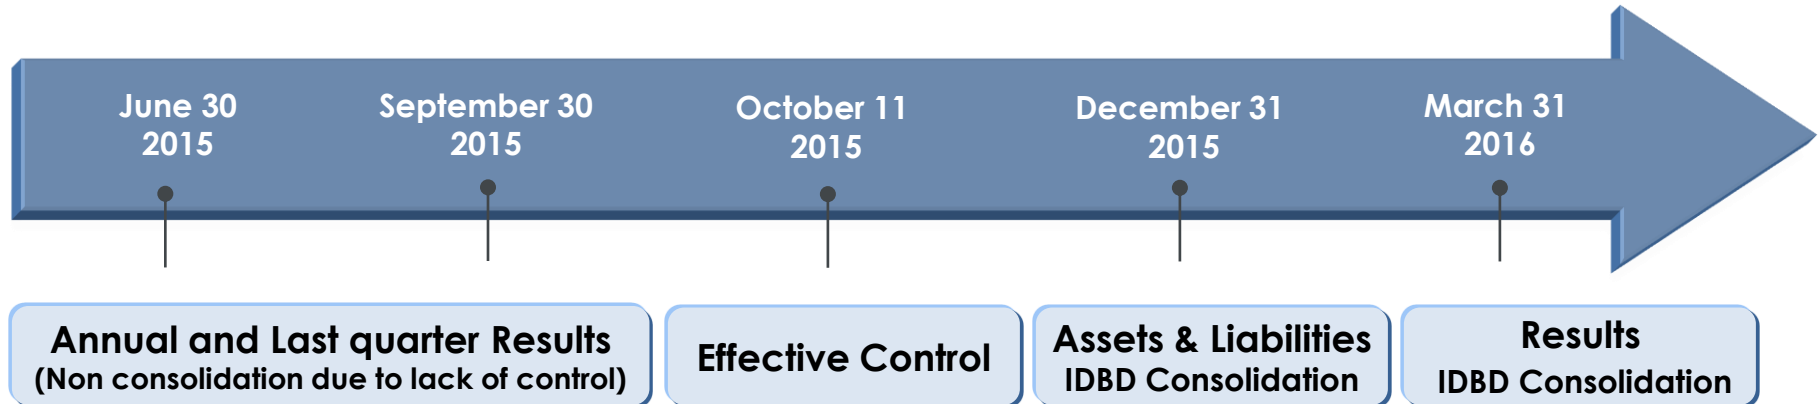 June 30
2015
September 30
2015
October 11
2015
December 31
2015
March 31
2016
Annual and Last quarter Results
(Non consolidation due to lack of control)
Effective Control
Assets & Liabilities
IDBD Consolidation
Results
IDBD Consolidation